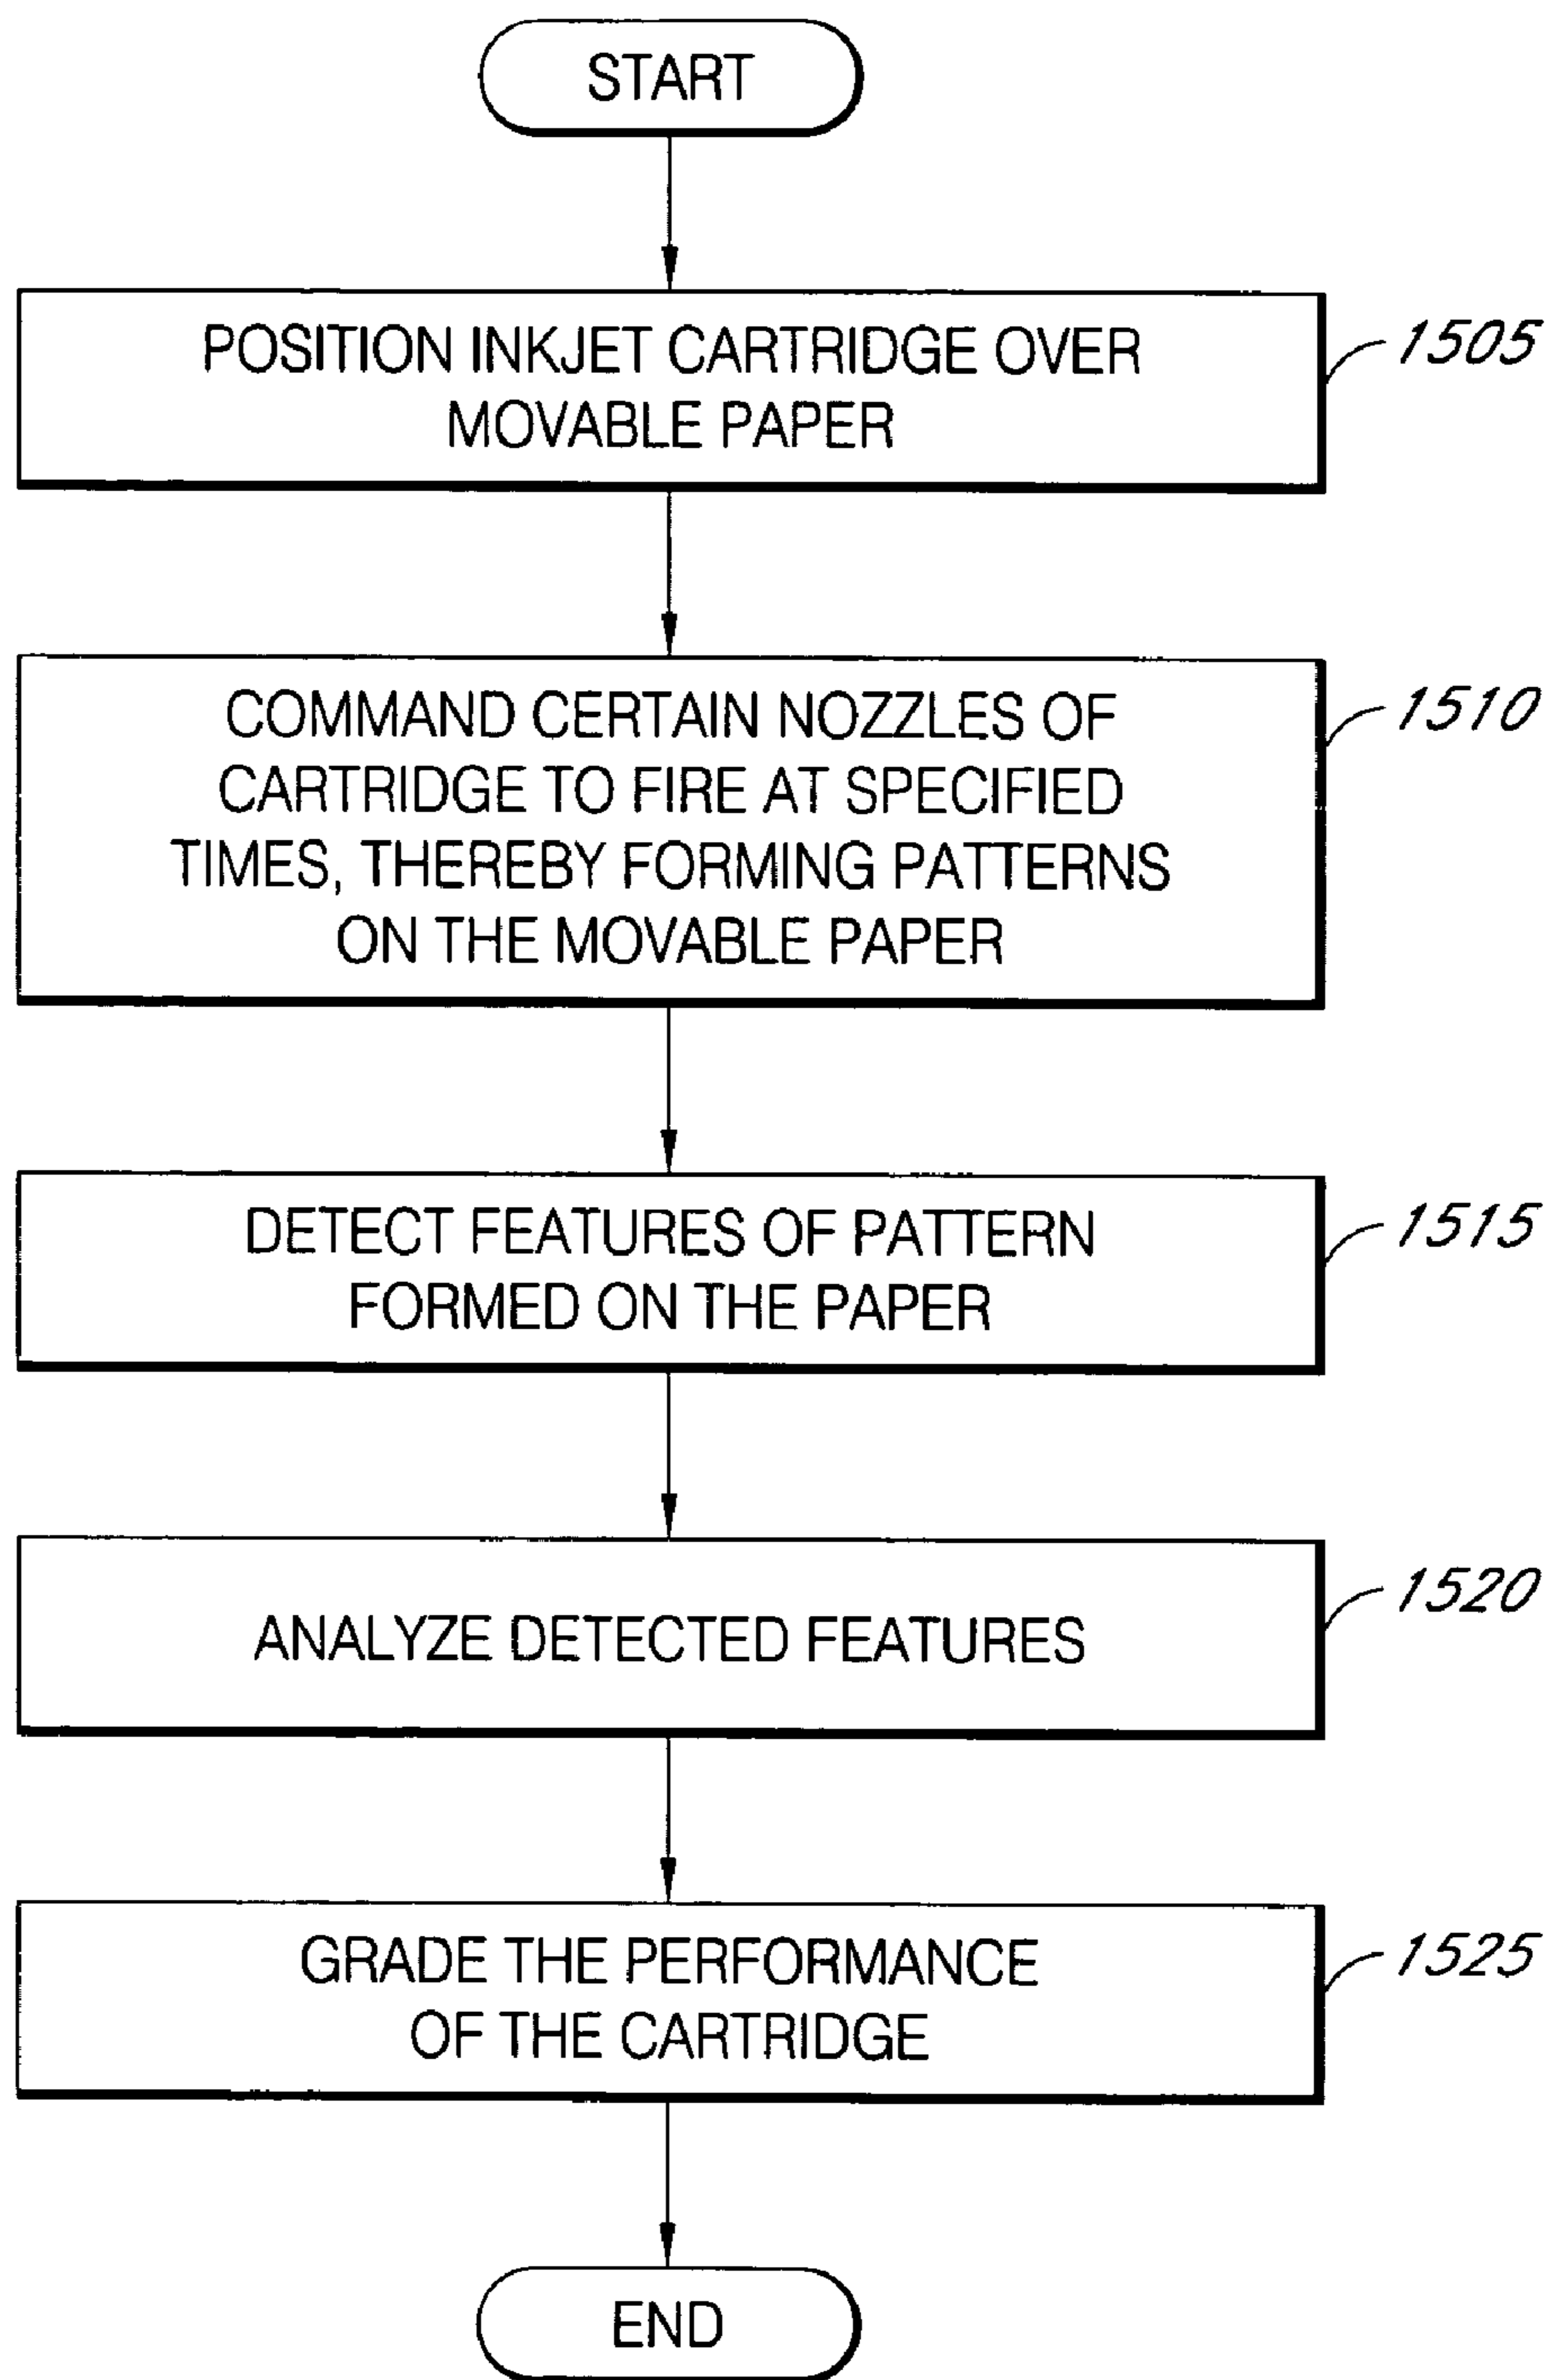 START
POSITION INKJET CARTRIDGE OVER
MOVABLE PAPER
1505
COMMAND CERTAIN NOZZLES OF
CARTRIDGE TO FIRE AT SPECIFIED
TIMES, THEREBY FORMING PATTERNS
ON THE MOVABLE PAPER
1510
DETECT FEATURES OF PATTERN
FORMED ON THE PAPER
1515
ANALYZE DETECTED FEATURES
1520
GRADE THE PERFORMANCE
OF THE CARTRIDGE
1525
END